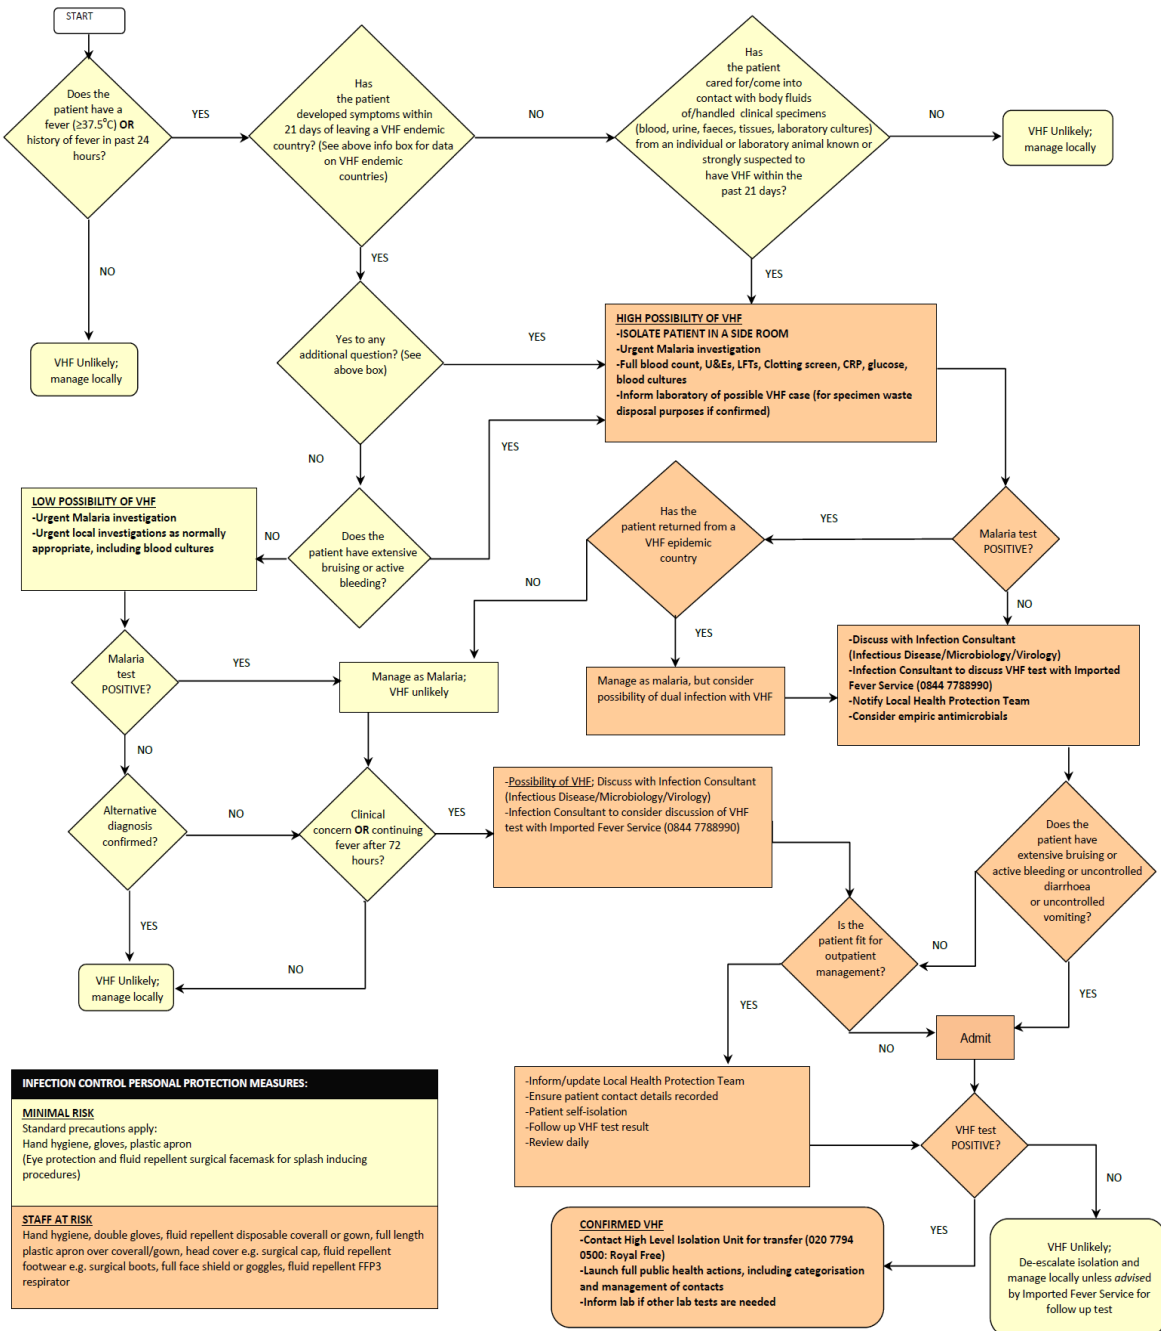 START
Does the
patient have a
fever (≥37.5°C) OR
history of fever in past 24
hours?
YES
NO
VHF Unlikely;
manage locally
Has
the patient
developed symptoms within
21 days of leaving a VHF endemic
country? (See above info box for data
on VHF endemic
countries)
NO
YES
Has
the patient
cared for/come into
contact with body fluids
of/handled clinical specimens
(blood, urine, faeces, tissues, laboratory cultures)
from an individual or laboratory animal known or
strongly suspected to
have VHF within the
past 21 days?
NO
VHF Unlikely;
manage locally
YES
Yes to any
additional question? (See
above box)
YES
NO
HIGH POSSIBILITY OF VHF
-ISOLATE PATIENT IN A SIDE ROOM
-Urgent Malaria investigation
-Full blood count, U&Es, LFTs, Clotting screen, CRP, glucose,
blood cultures
-Inform laboratory of possible VHF case (for specimen waste
disposal purposes if confirmed)
YES
Does the
patient have extensive
bruising or active
bleeding?
NO
LOW POSSIBILITY OF VHF
-Urgent Malaria investigation
-Urgent local investigations as normally
appropriate, including blood cultures
Has the
patient returned from a
VHF epidemic
country
YES
Malaria test
POSITIVE?
NO
NO
YES
Malaria
test
POSITIVE?
YES
Manage as Malaria;
VHF unlikely
Manage as malaria, but consider
possibility of dual infection with VHF
-Discuss with Infection Consultant
(Infectious Disease/Microbiology/Virology)
-Infection Consultant to discuss VHF test with Imported
Fever Service (0844 7788990)
-Notify Local Health Protection Team
-Consider empiric antimicrobials
NO
Alternative
diagnosis
confirmed?
NO
Clinical
concern OR continuing
fever after 72
hours?
YES
-Possibility of VHF; Discuss with Infection Consultant
(Infectious Disease/Microbiology/Virology)
-Infection Consultant to consider discussion of VHF
test with Imported Fever Service (0844 7788990)
Does the
patient have
extensive bruising or
active bleeding or uncontrolled
diarrhoea
or uncontrolled
vomiting?
YES
NO
VHF Unlikely;
manage locally
Is the
patient fit for
outpatient
management?
NO
YES
YES
NO
Admit
-Inform/update Local Health Protection Team
-Ensure patient contact details recorded
-Patient self-isolation
-Follow up VHF test result
-Review daily
VHF test
POSITIVE?
NO
YES
CONFIRMED VHF
-Contact High Level Isolation Unit for transfer (020 7794
0500: Royal Free)
-Launch full public health actions, including categorisation
and management of contacts
-Inform lab if other lab tests are needed
VHF Unlikely;
De-escalate isolation and
manage locally unless advised
by Imported Fever Service for
follow up test
INFECTION CONTROL PERSONAL PROTECTION MEASURES:
MINIMAL RISK
Standard precautions apply:
Hand hygiene, gloves, plastic apron
(Eye protection and fluid repellent surgical facemask for splash inducing
procedures)
STAFF AT RISK
Hand hygiene, double gloves, fluid repellent disposable coverall or gown, full length
plastic apron over coverall/gown, head cover e.g. surgical cap, fluid repellent
footwear e.g. surgical boots, full face shield or goggles, fluid repellent FFP3
respirator